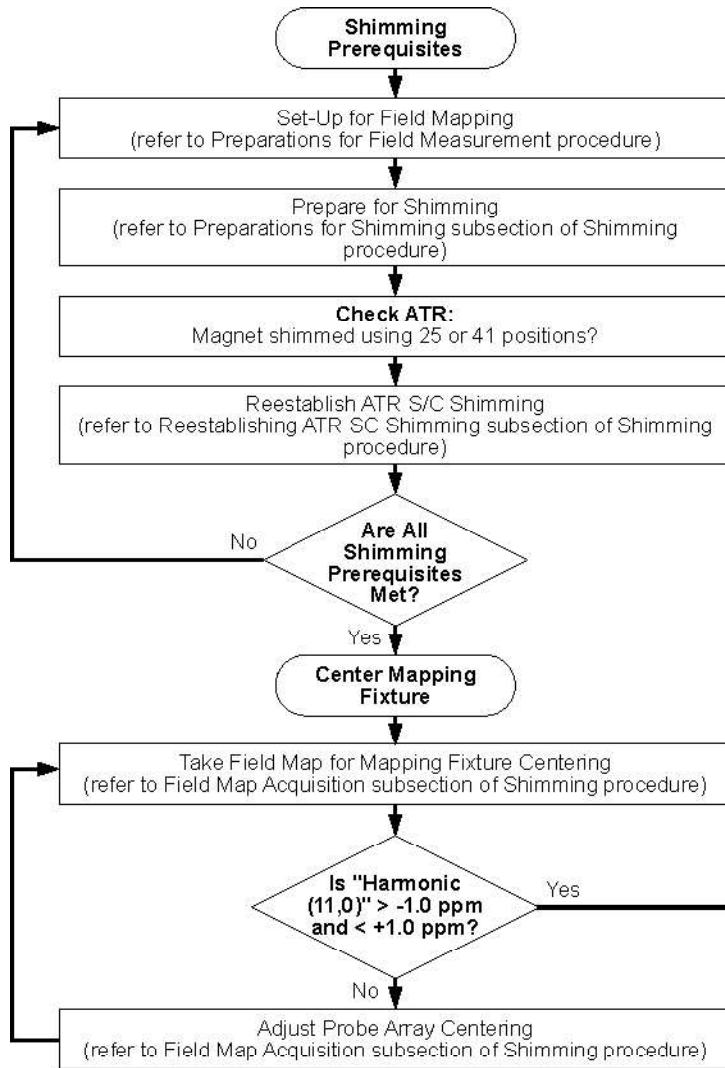 Shimming
Prerequisites
Set-Up for Field Mapping
(refer to Preparations for Field Measurement procedure)
Prepare for Shimming
(refer to Preparations for Shimming subsection of Shimming
procedure)
Check ATR:
Magnet shimmed using 25 or 41 positions?
Reestablish ATR S/C Shimming
(refer to Reestablishing ATR SC Shimming subsection of Shimming
procedure)
No
Are All
Shimming
Prerequisites
Met?
Yes
Center Mapping
Fixture
Take Field Map for Mapping Fixture Centering
(refer to Field Map Acquisition subsection of Shimming procedure)
Is "Harmonic
(11,0)" > -1.0 ppm
and < +1.0 ppm?
Yes
No
Adjust Probe Array Centering
(refer to Field Map Acquisition subsection of Shimming procedure)